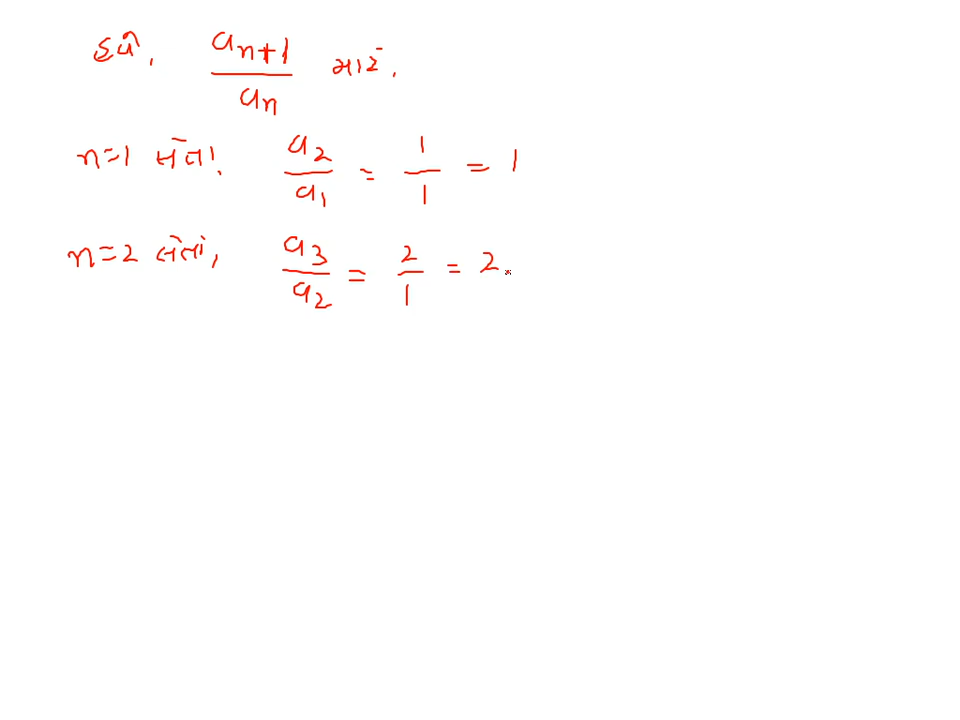 હવે, a_{n+1}/a_n માટે.
n=1 લેતાં, a_2/a_1 = 1/1 = 1
n=2 લેતાં, a_3/a_2 = 2/1 = 2